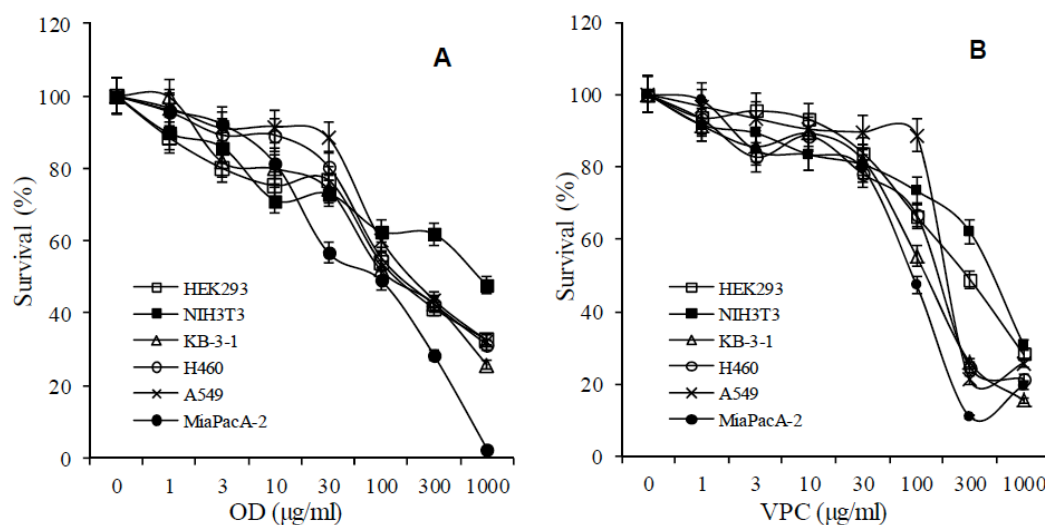 A
120
100
80
60
40
20
0
Survival (%)
HEK293
NIH3T3
KB-3-1
H460
A549
MiaPacA-2
0 1 3 10 30 100 300 1000
OD (µg/ml)
B
120
100
80
60
40
20
0
Survival (%)
HEK293
NIH3T3
KB-3-1
H460
A549
MiaPacA-2
0 1 3 10 30 100 300 1000
VPC (µg/ml)